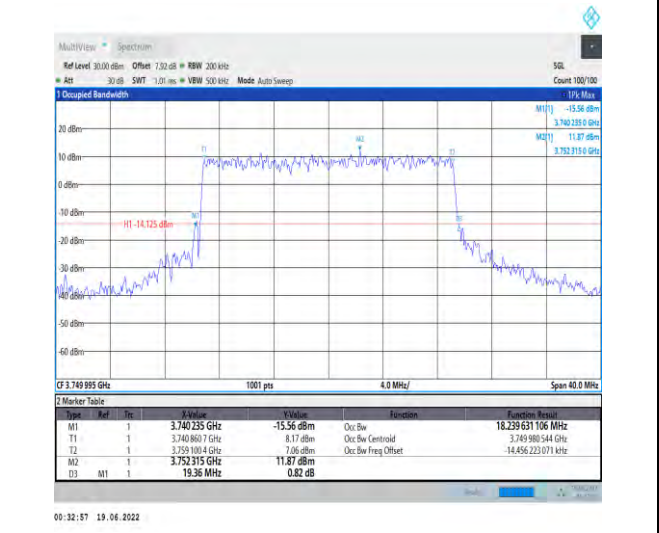 MultiView Spectrum
Ref Level 30.00 dBm Offset 7.92 dB RBW 200 kHz SGL
Att 30 dB SWT 1.01 ms VBW 500 kHz Mode Auto Sweep Count 100/100
1 Occupied Bandwidth 1Pk Max
M1[1] -15.56 dBm
3.740 235 0 GHz
M2[1] 11.87 dBm
3.752 315 0 GHz
20 dBm
M2
T1 T2
10 dBm
0 dBm
-10 dBm
M1 D3
H1 -14.125 dBm
-20 dBm
-30 dBm
-40 dBm
-50 dBm
-60 dBm
CF 3.749 995 GHz 1001 pts 4.0 MHz/ Span 40.0 MHz
2 Marker Table
Type Ref Trc X-Value Y-Value Function Function Result
M1 1 3.740 235 GHz -15.56 dBm Occ Bw 18.239 631 106 MHz
T1 1 3.740 860 7 GHz 8.17 dBm Occ Bw Centroid 3.749 980 544 GHz
T2 1 3.759 100 4 GHz 7.06 dBm Occ Bw Freq Offset -14.456 223 071 kHz
M2 1 3.752 315 GHz 11.87 dBm
D3 M1 1 19.36 MHz 0.82 dB
00:32:57 19.06.2022